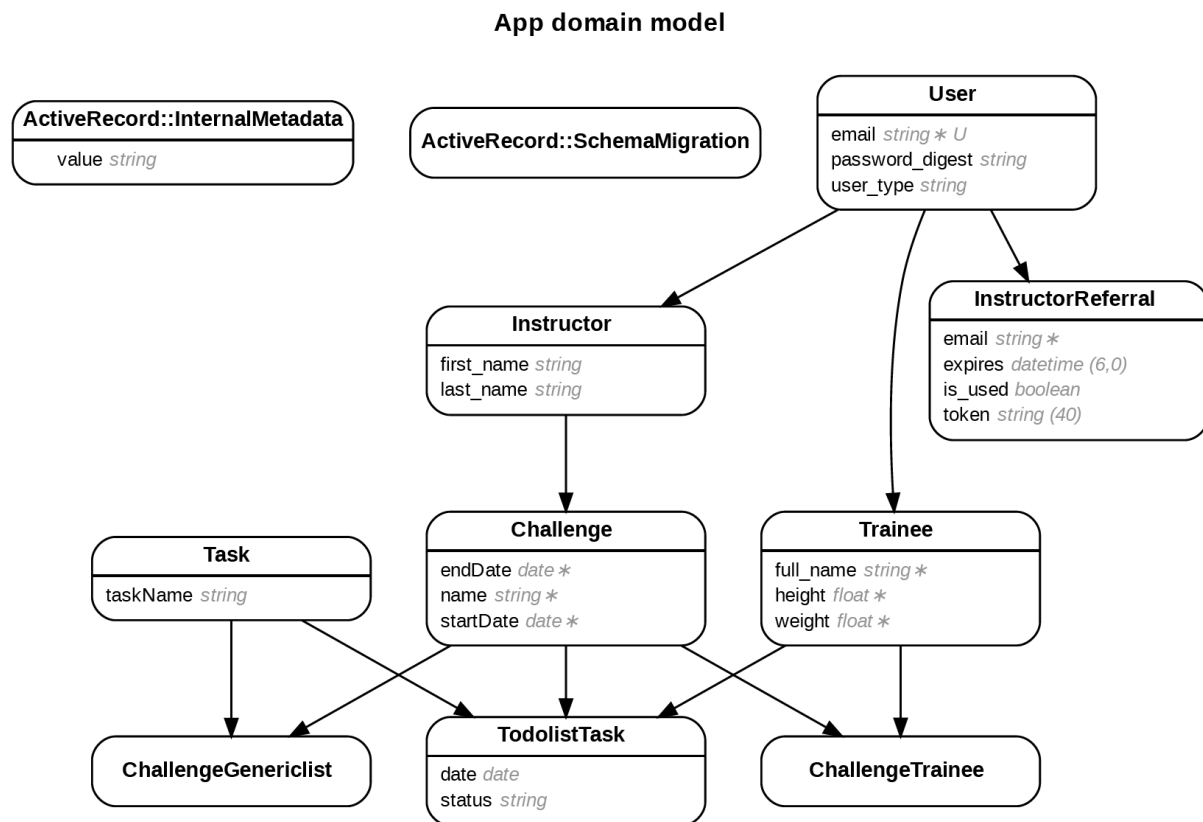 App domain model
ActiveRecord::InternalMetadata
value string
ActiveRecord::SchemaMigration
User
email string∗ U
password_digest string
user_type string
Instructor
first_name string
last_name string
InstructorReferral
email string∗
expires datetime (6,0)
is_used boolean
token string (40)
Task
taskName string
Challenge
endDate date∗
name string∗
startDate date∗
Trainee
full_name string∗
height float∗
weight float∗
ChallengeGenericlist
TodolistTask
date date
status string
ChallengeTrainee